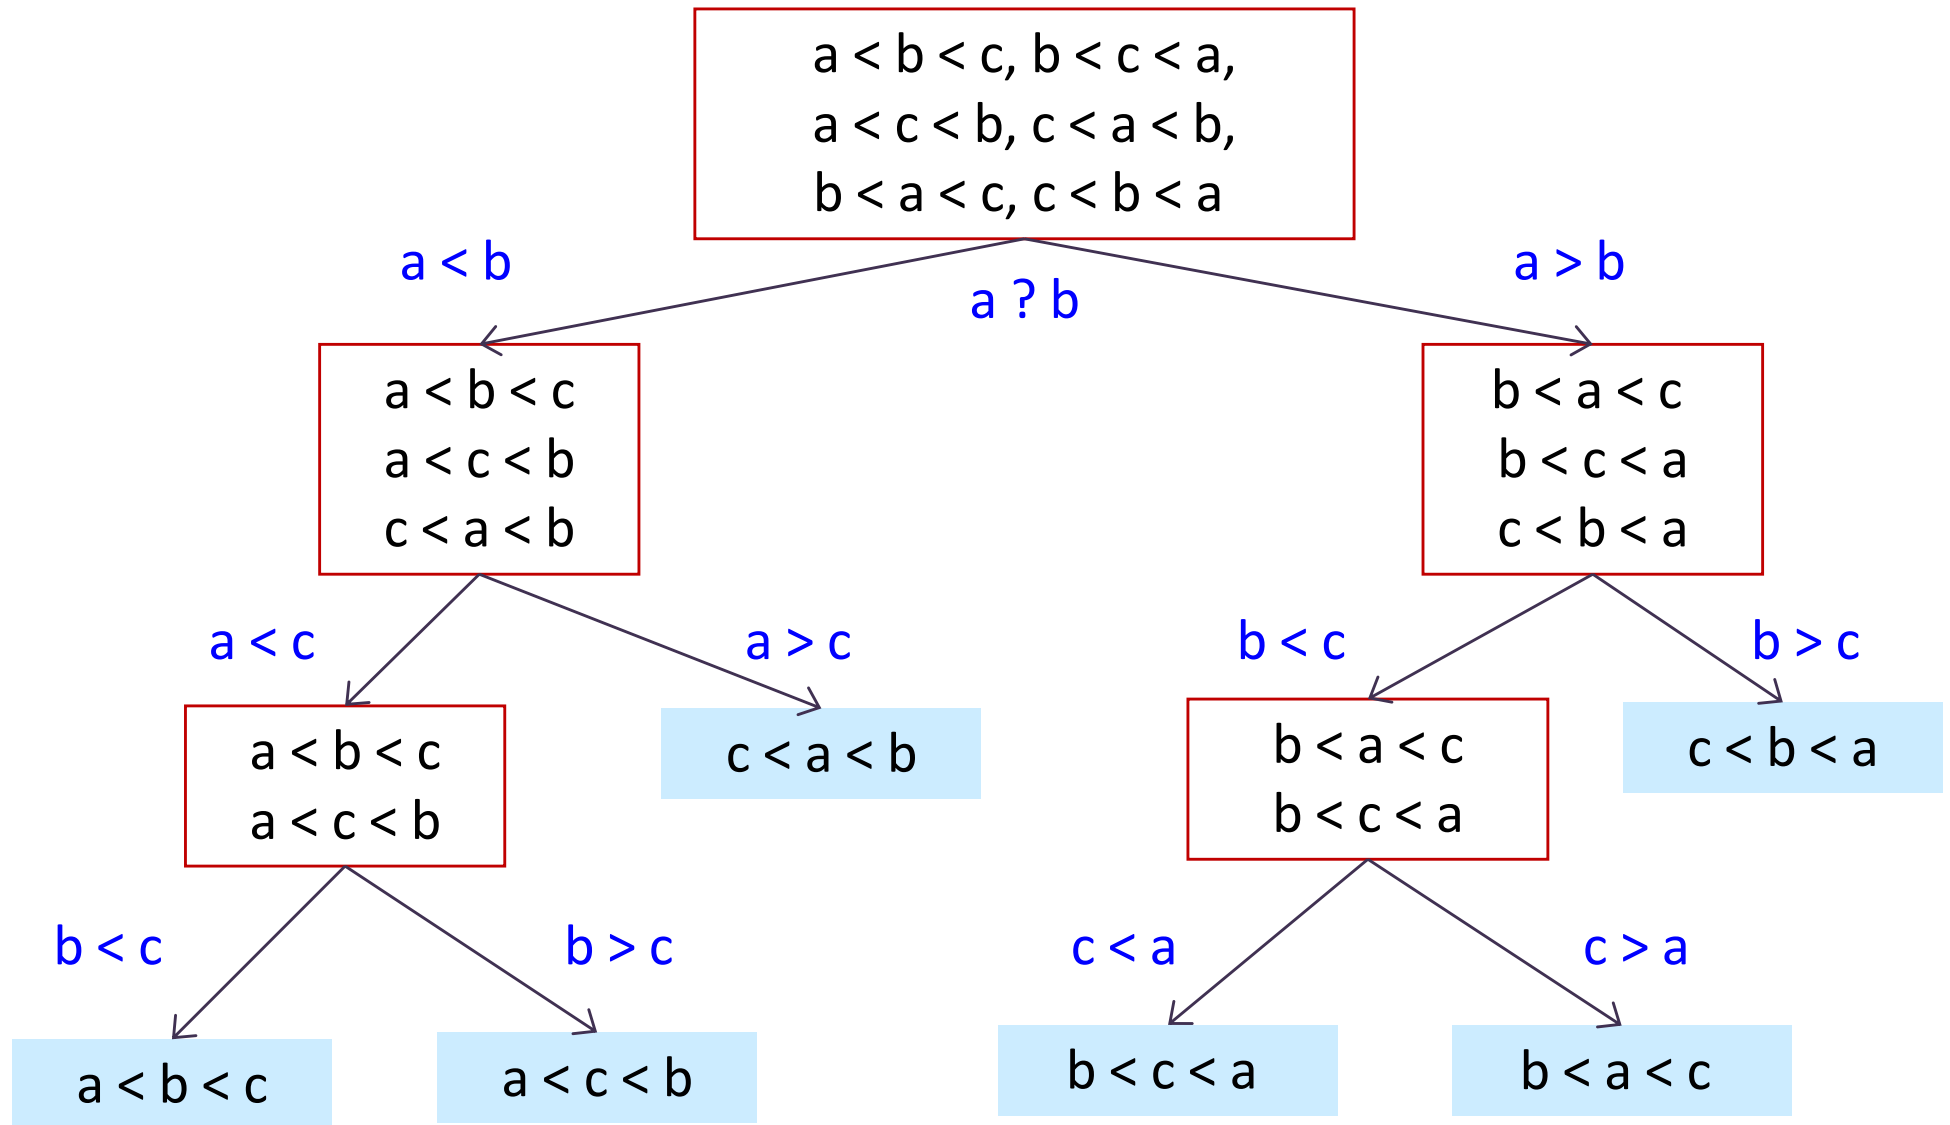 a < b < c, b < c < a,
a < c < b, c < a < b,
b < a < c, c < b < a
a < b
a ? b
a > b
a < b < c
a < c < b
c < a < b
b < a < c
b < c < a
c < b < a
a < c
a > c
b < c
b > c
a < b < c
a < c < b
c < a < b
b < a < c
b < c < a
c < b < a
b < c
b > c
c < a
c > a
a < b < c
a < c < b
b < c < a
b < a < c